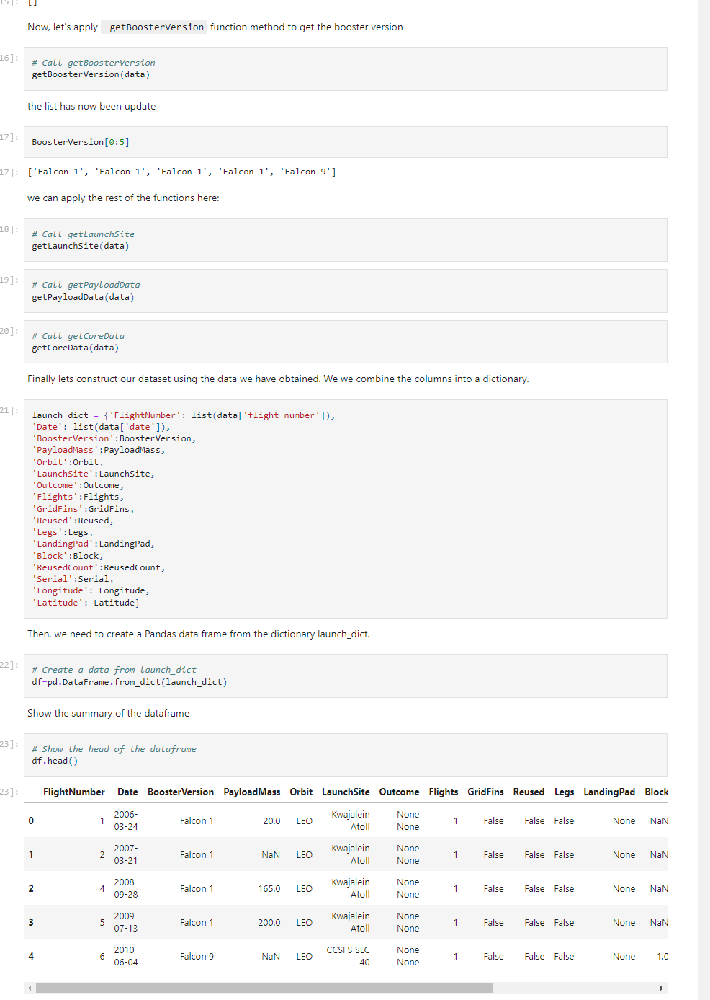 15]: []
Now, let's apply getBoosterVersion function method to get the booster version
16]: # Call getBoosterVersion
getBoosterVersion(data)
the list has now been update
17]: BoosterVersion[0:5]
17]: ['Falcon 1', 'Falcon 1', 'Falcon 1', 'Falcon 1', 'Falcon 9']
we can apply the rest of the functions here:
18]: # Call getLaunchSite
getLaunchSite(data)
19]: # Call getPayloadData
getPayloadData(data)
20]: # Call getCoreData
getCoreData(data)
Finally lets construct our dataset using the data we have obtained. We we combine the columns into a dictionary.
21]: launch_dict = {'FlightNumber': list(data['flight_number']),
'Date': list(data['date']),
'BoosterVersion':BoosterVersion,
'PayloadMass':PayloadMass,
'Orbit':Orbit,
'LaunchSite':LaunchSite,
'Outcome':Outcome,
'Flights':Flights,
'GridFins':GridFins,
'Reused':Reused,
'Legs':Legs,
'LandingPad':LandingPad,
'Block':Block,
'ReusedCount':ReusedCount,
'Serial':Serial,
'Longitude': Longitude,
'Latitude': Latitude}
Then, we need to create a Pandas data frame from the dictionary launch_dict.
22]: # Create a data from launch_dict
df=pd.DataFrame.from_dict(launch_dict)
Show the summary of the dataframe
23]: # Show the head of the dataframe
df.head()
23]: FlightNumber Date BoosterVersion PayloadMass Orbit LaunchSite Outcome Flights GridFins Reused Legs LandingPad Block
0 1 2006-03-24 Falcon 1 20.0 LEO Kwajalein Atoll None None 1 False False False None NaN
1 2 2007-03-21 Falcon 1 NaN LEO Kwajalein Atoll None None 1 False False False None NaN
2 4 2008-09-28 Falcon 1 165.0 LEO Kwajalein Atoll None None 1 False False False None NaN
3 5 2009-07-13 Falcon 1 200.0 LEO Kwajalein Atoll None None 1 False False False None NaN
4 6 2010-06-04 Falcon 9 NaN LEO CCSFS SLC 40 None None 1 False False False None 1.0